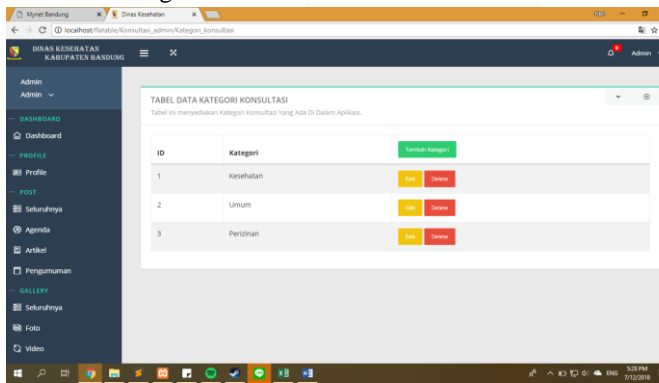 Mynet Bandung
Dinas Kesehatan
localhost/flatable/Konsultasi_admin/Kategori_konsultasi
DINAS KESEHATAN
KABUPATEN BANDUNG
Admin
Admin
Admin
TABEL DATA KATEGORI KONSULTASI
Tabel ini menyediakan Kategori Konsultasi Yang Ada Di Dalam Aplikasi.
DASHBOARD
Dashboard
PROFILE
Profile
POST
Seluruhnya
Agenda
Artikel
Pengumuman
GALLERY
Seluruhnya
Foto
Video
ID Kategori Tambah Kategori
1 Kesehatan Edit Delete
2 Umum Edit Delete
3 Perizinan Edit Delete
ENG
5:28 PM
7/12/2018